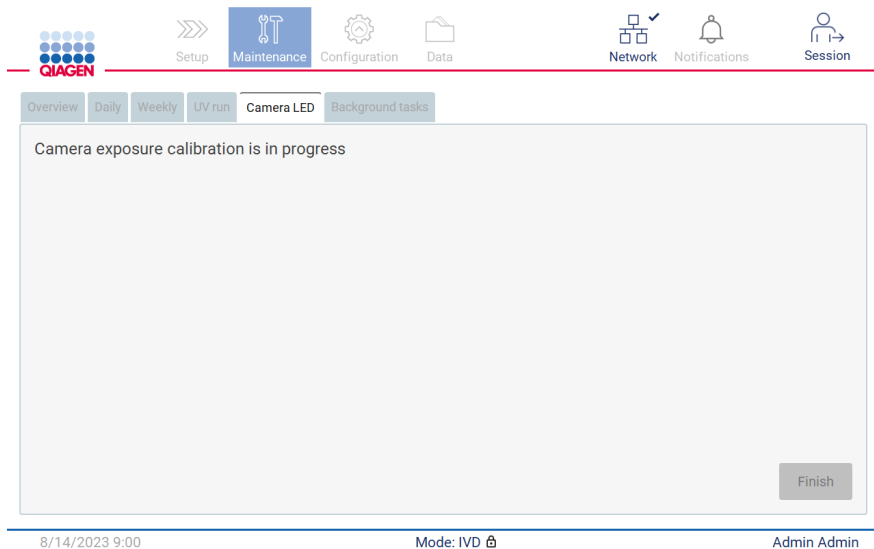 QIAGEN
Setup
Maintenance
Configuration
Data
Network
Notifications
Session
Overview
Daily
Weekly
UV run
Camera LED
Background tasks
Camera exposure calibration is in progress
Finish
8/14/2023 9:00
Mode: IVD
Admin Admin